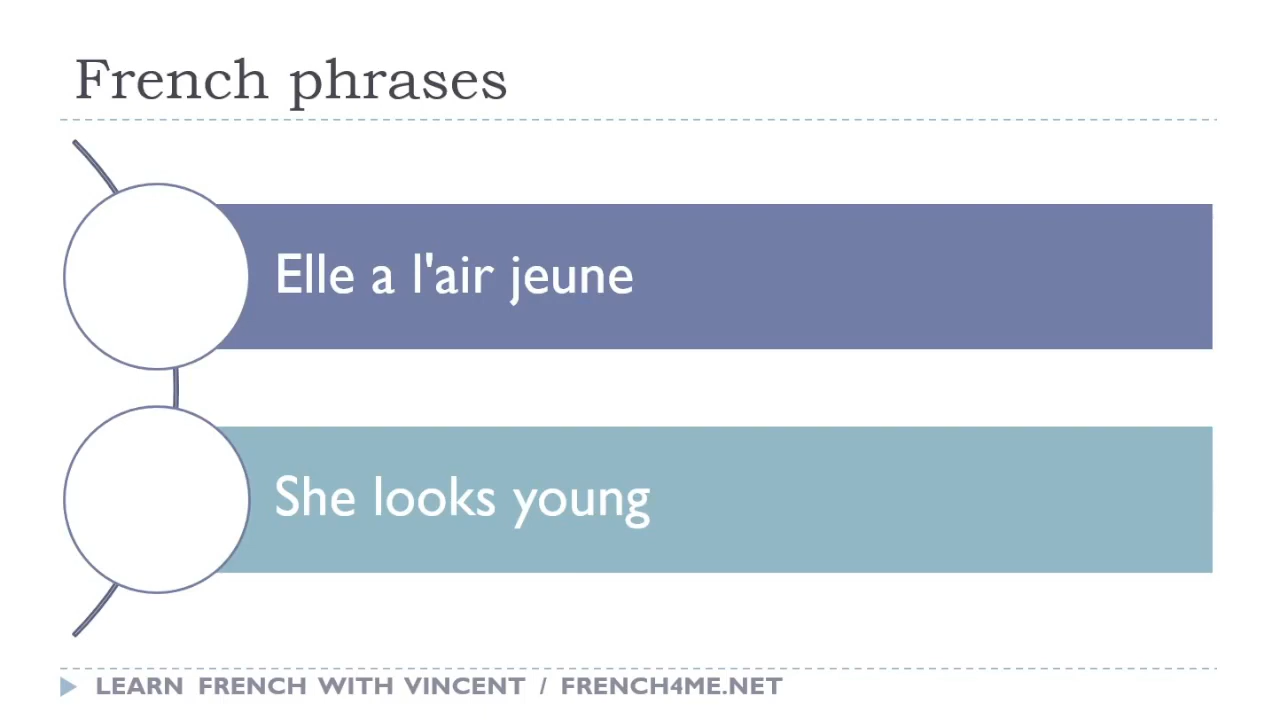 French phrases
Elle a l'air jeune
She looks young
LEARN FRENCH WITH VINCENT / FRENCH4ME.NET